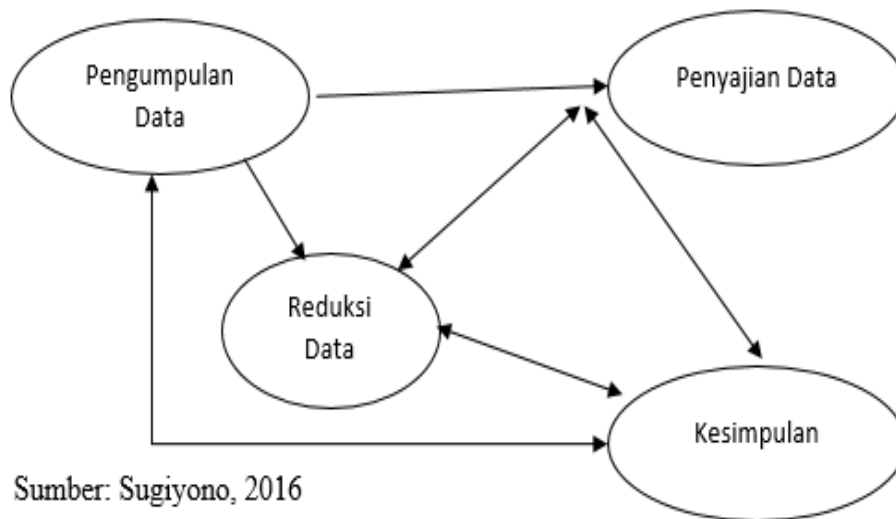 Pengumpulan
Data
Penyajian Data
Reduksi
Data
Kesimpulan
Sumber: Sugiyono, 2016